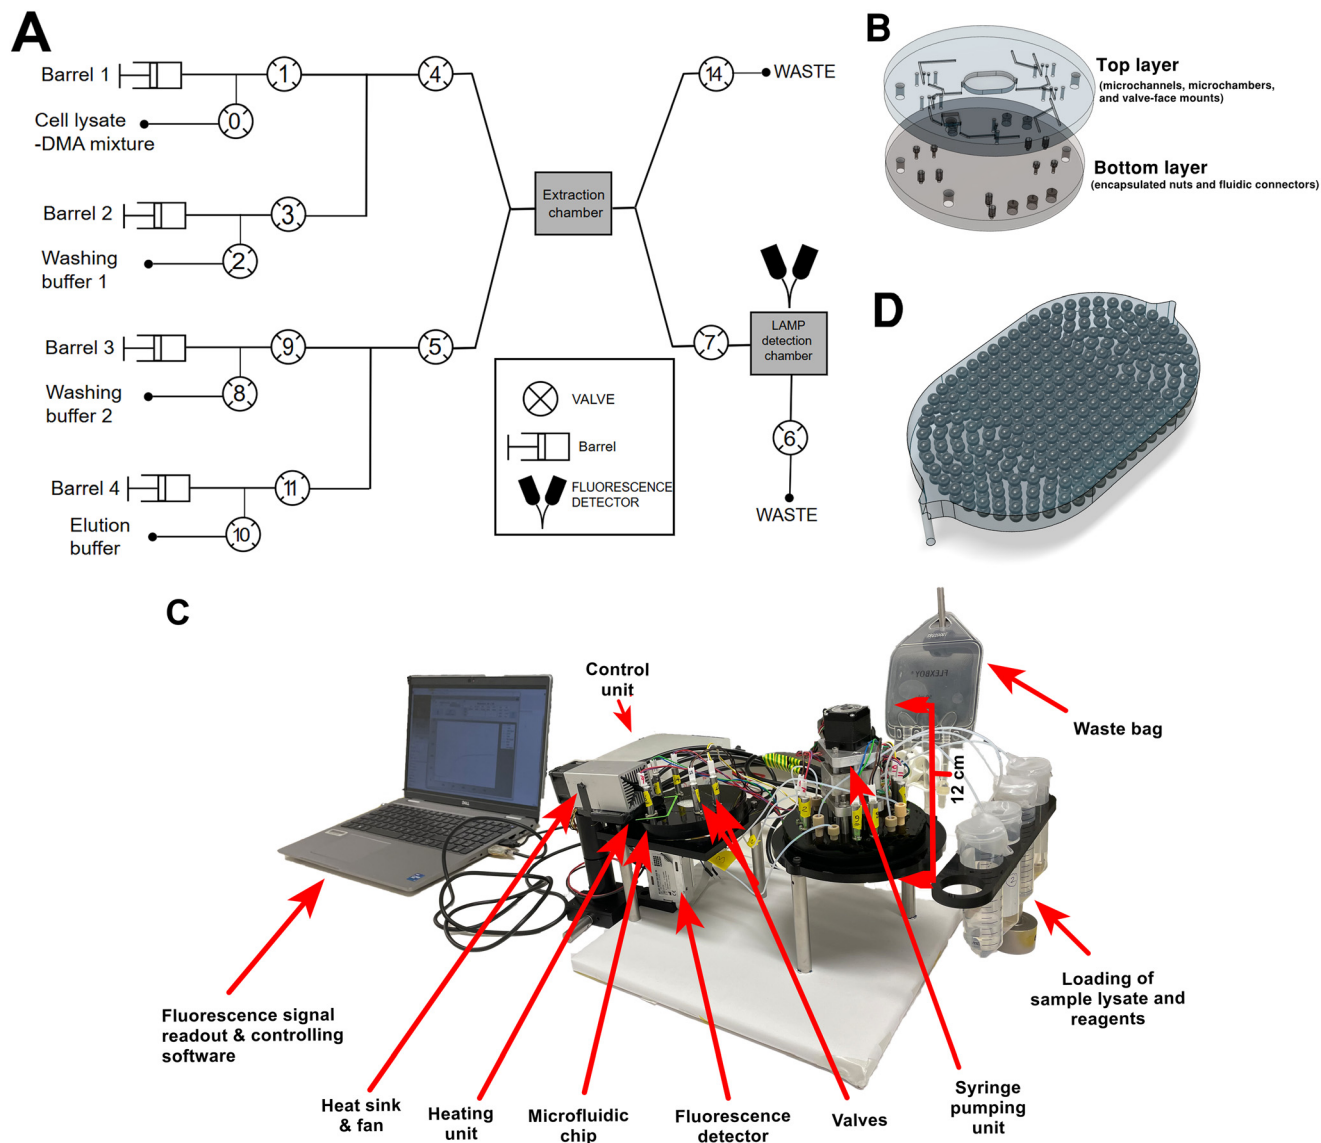 A
Barrel 1
1
4
0
Cell lysate
-DMA mixture
Barrel 2
3
2
Washing
buffer 1
Barrel 3
9
5
8
Washing
buffer 2
Barrel 4
11
10
Elution
buffer
Extraction
chamber
14
WASTE
7
LAMP
detection
chamber
6
WASTE
VALVE
Barrel
FLUORESCENCE
DETECTOR
B
Top layer
(microchannels, microchambers,
and valve-face mounts)
Bottom layer
(encapsulated nuts and fluidic connectors)
D
C
Control
unit
FLEXBOY
DELL
12 cm
Waste bag
Loading of
sample lysate and
reagents
Fluorescence signal
readout & controlling
software
Heat sink
& fan
Heating
unit
Microfluidic
chip
Fluorescence
detector
Valves
Syringe
pumping
unit